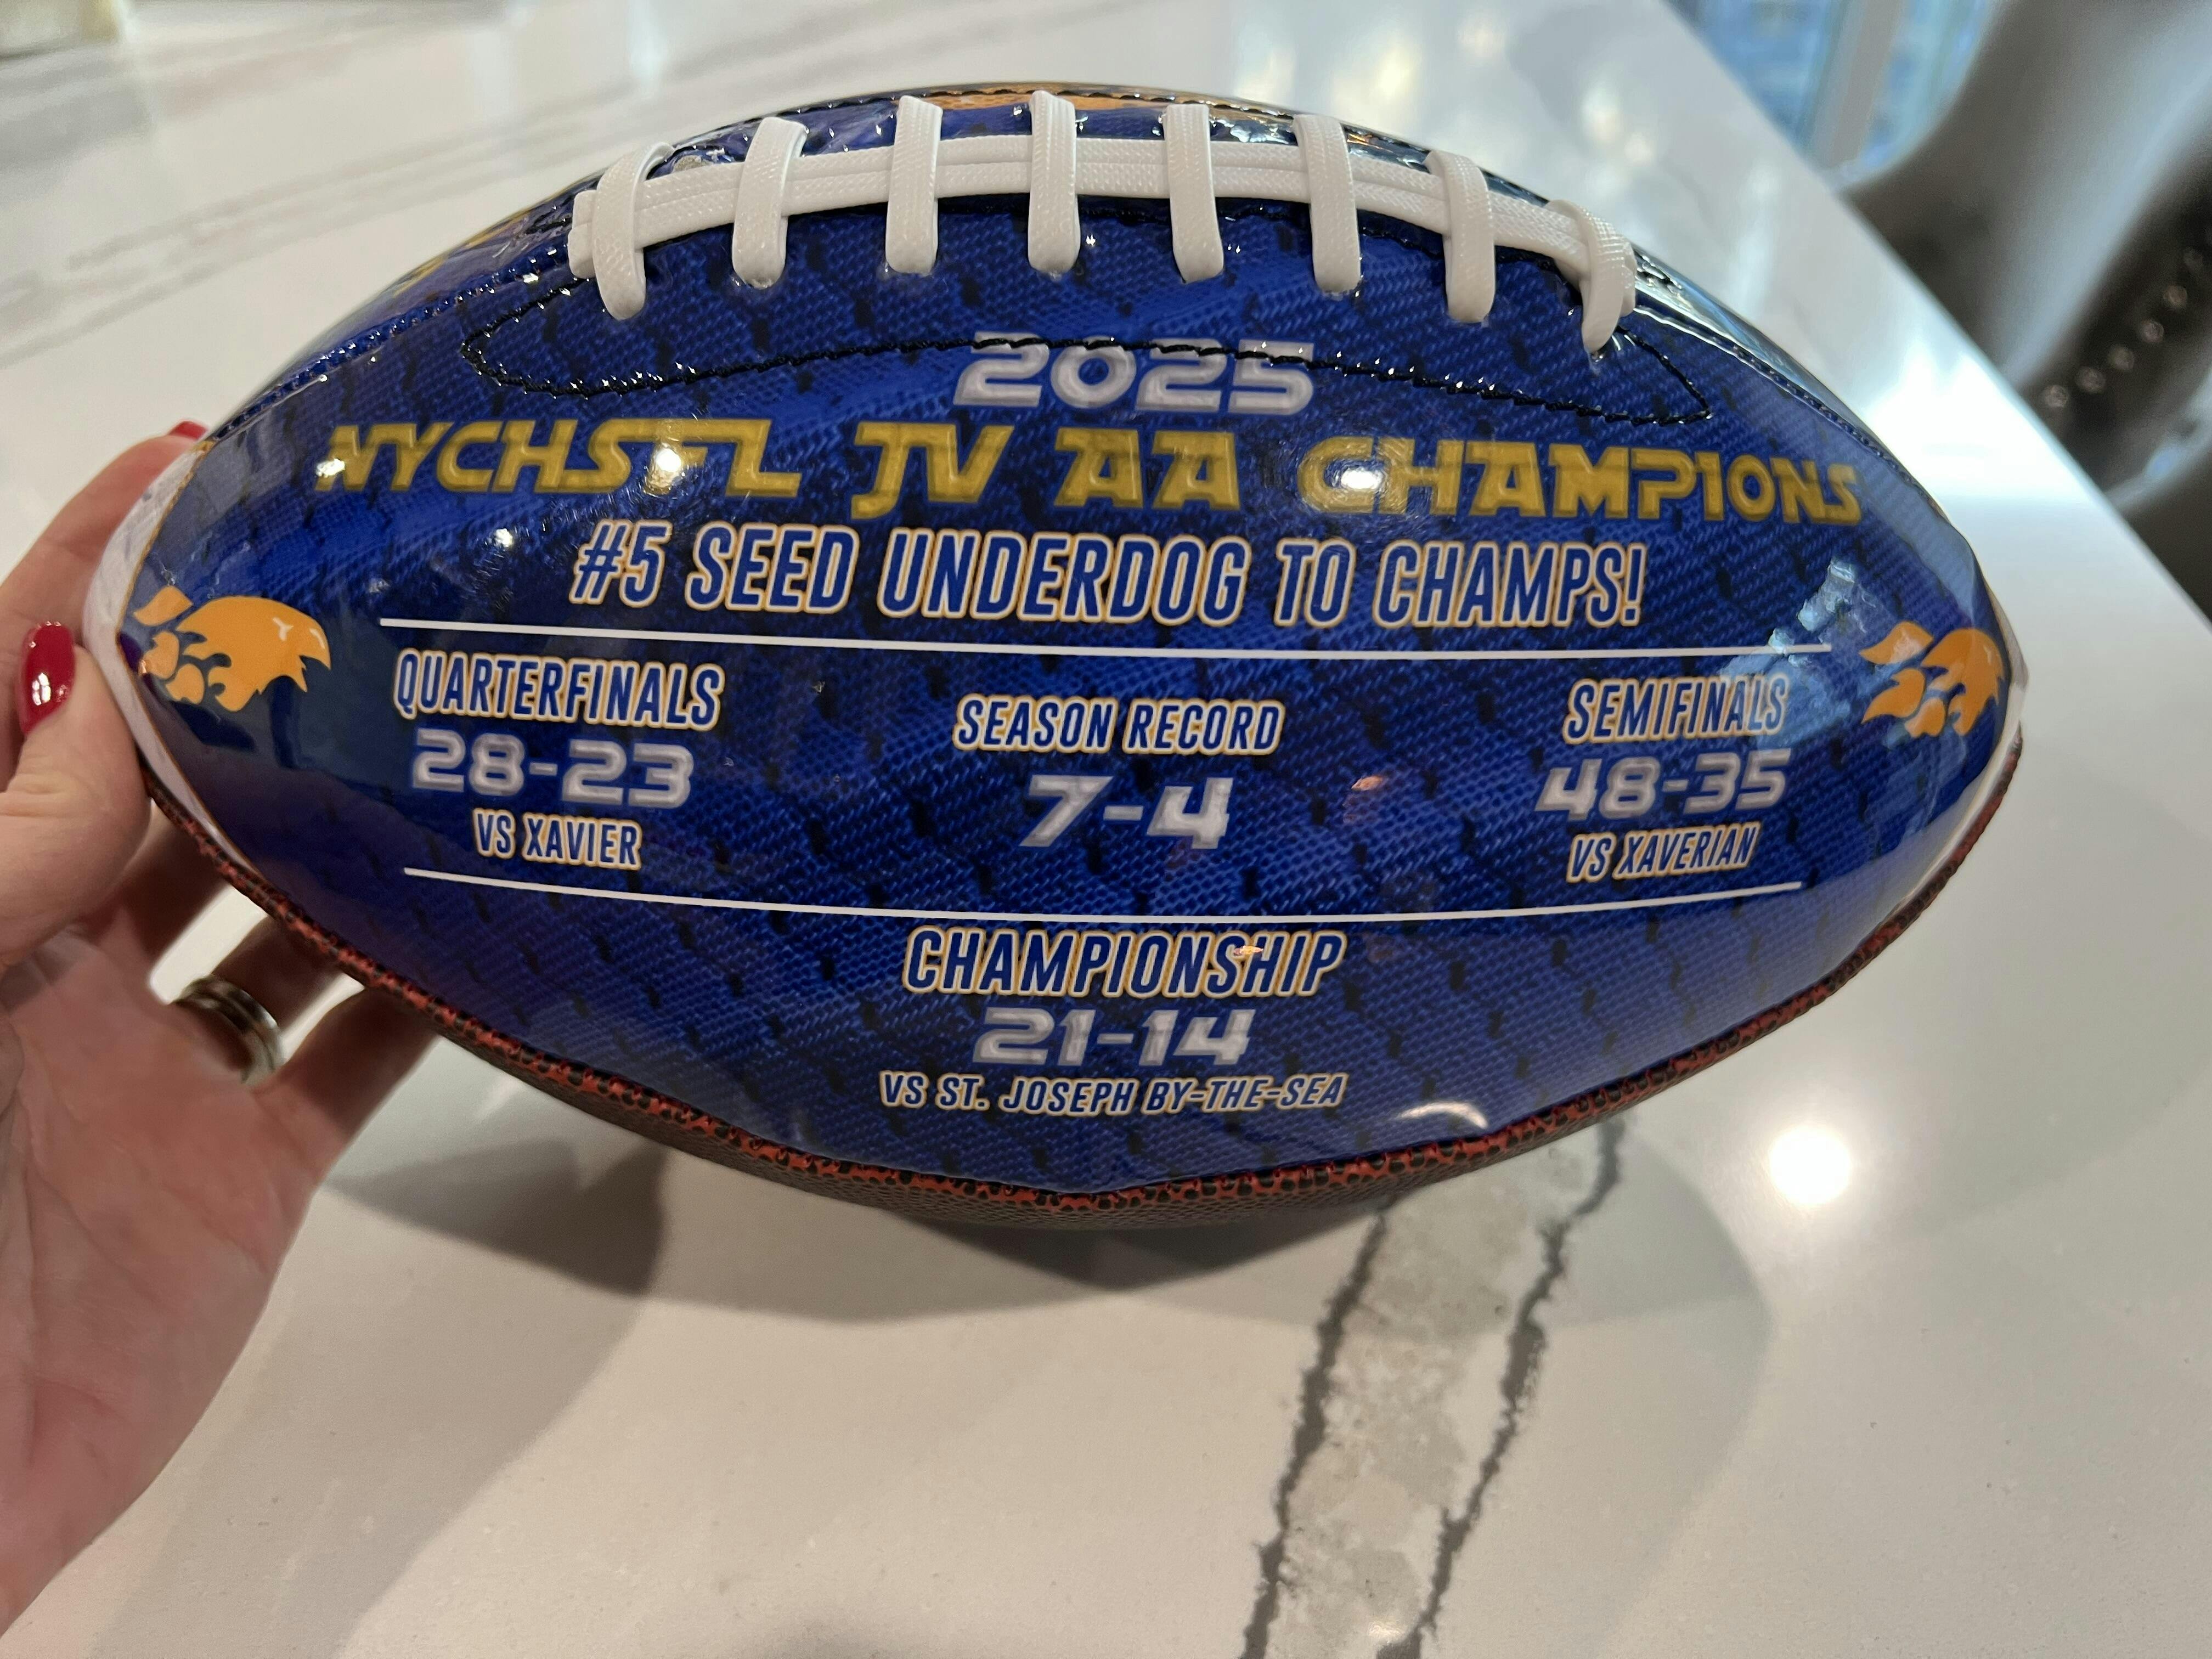 2025
NYCHSFL JV AA CHAMPIONS
#5 SEED UNDERDOG TO CHAMPS!
QUARTERFINALS
28-23
VS XAVIER
SEASON RECORD
7-4
SEMIFINALS
48-35
VS XAVERIAN
CHAMPIONSHIP
21-14
VS ST. JOSEPH BY-THE-SEA